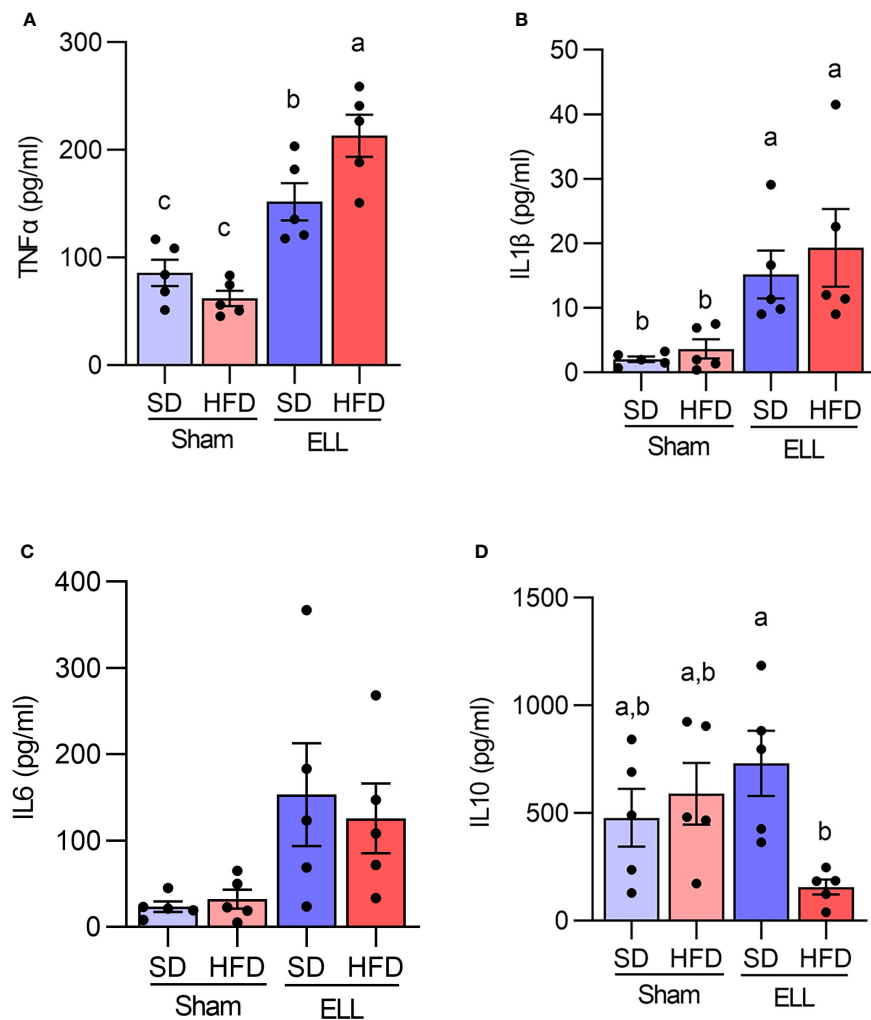 A
TNFα (pg/ml)
300
200
100
0
c
c
b
a
SD HFD SD HFD
Sham ELL
B
IL1β (pg/ml)
50
40
30
20
10
0
b
b
a
a
SD HFD SD HFD
Sham ELL
C
IL6 (pg/ml)
400
300
200
100
0
SD HFD SD HFD
Sham ELL
D
IL10 (pg/ml)
1500
1000
500
0
a,b
a,b
a
b
SD HFD SD HFD
Sham ELL